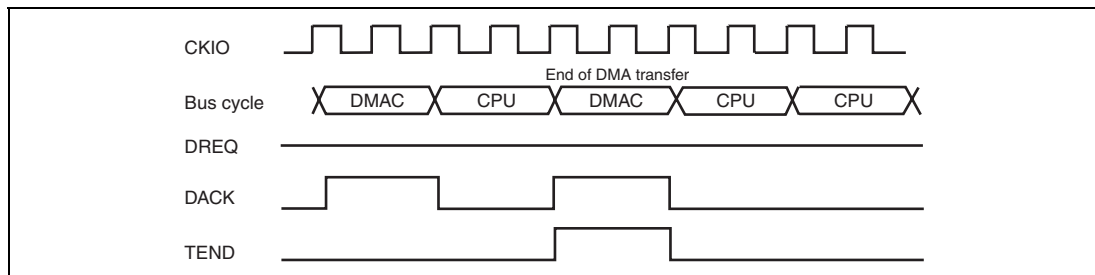 CKIO
End of DMA transfer
Bus cycle DMAC CPU DMAC CPU CPU
DREQ
DACK
TEND